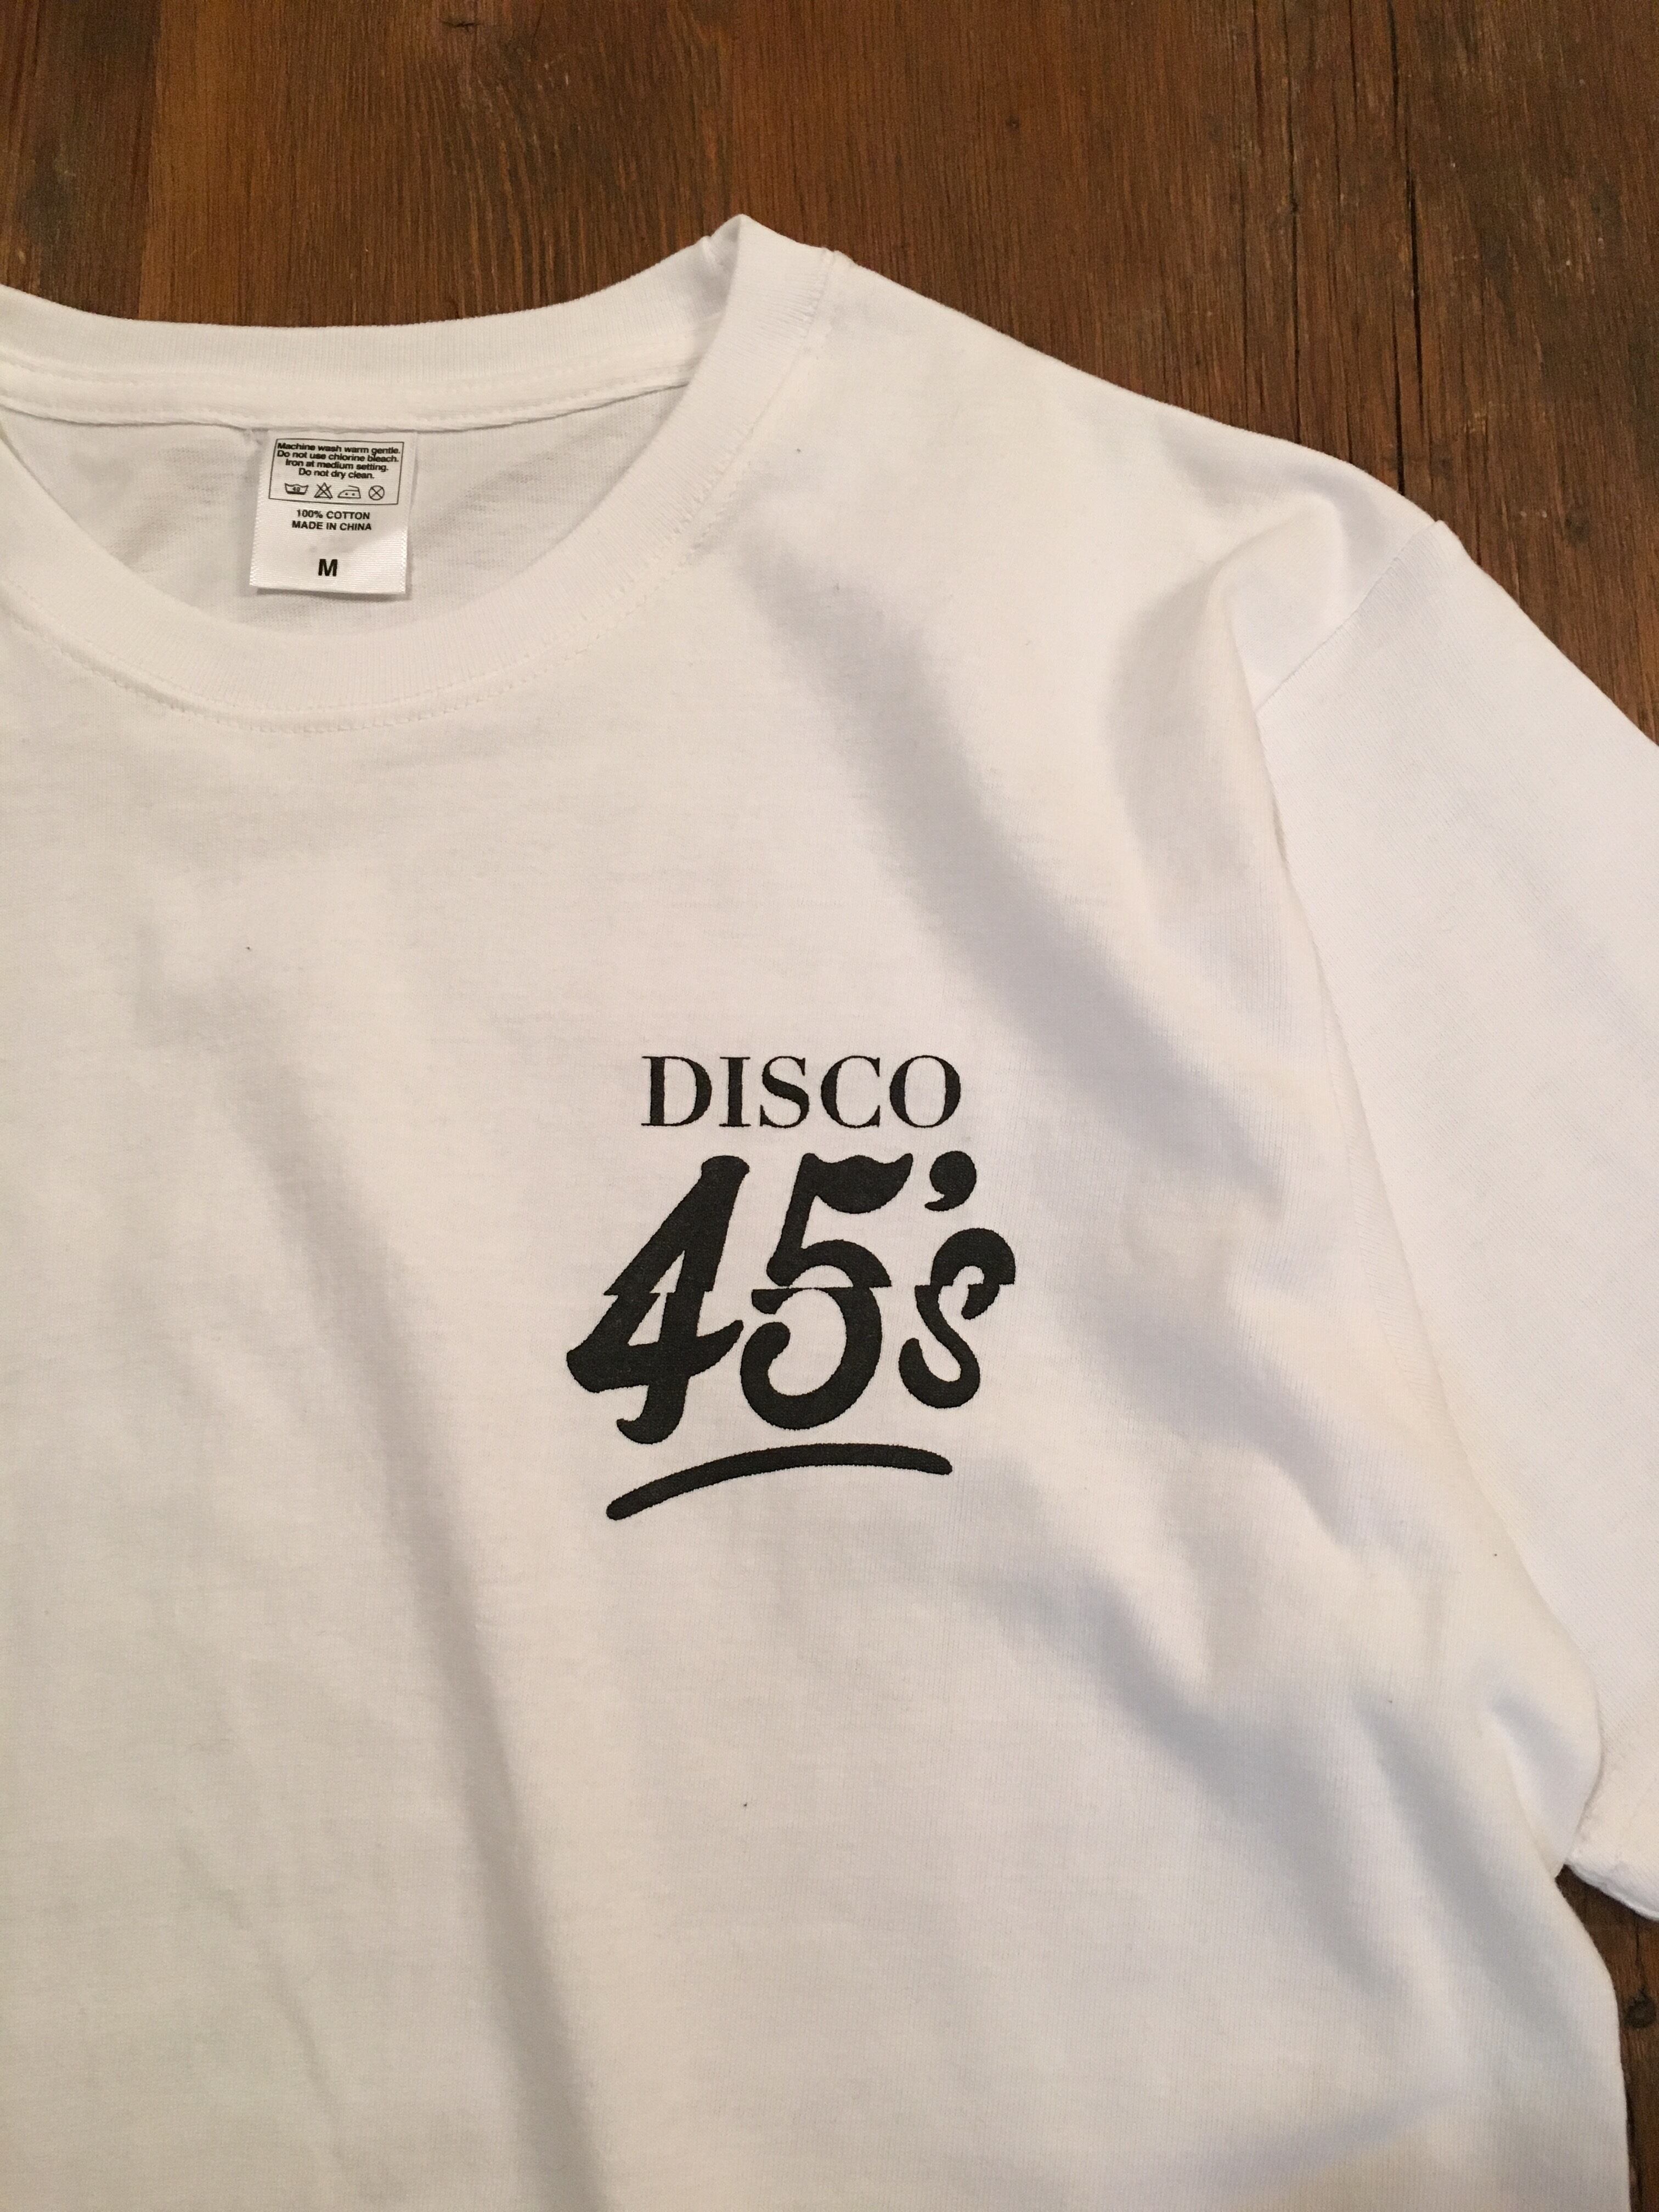 Machine wash warm gentle.
Do not use chlorine bleach.
Iron at medium setting.
Do not dry clean.
40
100% COTTON
MADE IN CHINA
M
DISCO
45's